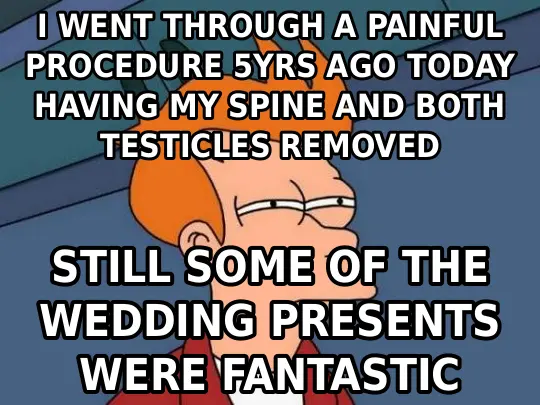 I WENT THROUGH A PAINFUL
PROCEDURE 5YRS AGO TODAY
HAVING MY SPINE AND BOTH
TESTICLES REMOVED
STILL SOME OF THE
WEDDING PRESENTS
WERE FANTASTIC